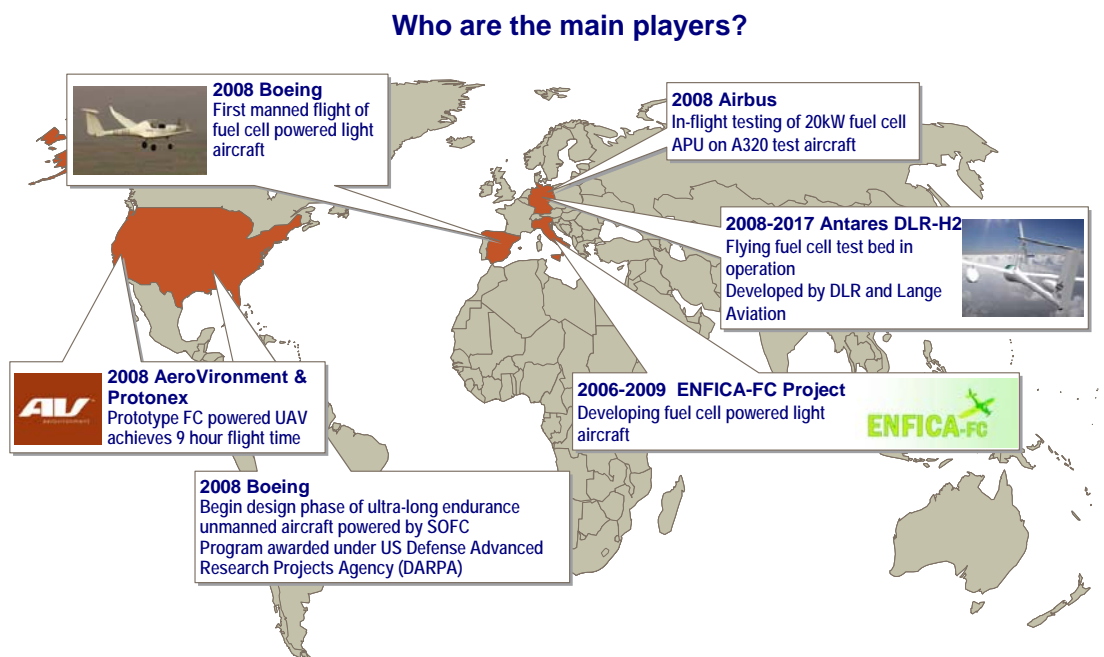 Who are the main players?
2008 Boeing
First manned flight of
fuel cell powered light
aircraft
2008 Airbus
In-flight testing of 20kW fuel cell
APU on A320 test aircraft
2008-2017 Antares DLR-H2
Flying fuel cell test bed in
operation
Developed by DLR and Lange
Aviation
2008 AeroVironment &
Protonex
Prototype FC powered UAV
achieves 9 hour flight time
AV
aerovironment
2006-2009 ENFICA-FC Project
Developing fuel cell powered light
aircraft
ENFICA-FC
2008 Boeing
Begin design phase of ultra-long endurance
unmanned aircraft powered by SOFC
Program awarded under US Defense Advanced
Research Projects Agency (DARPA)